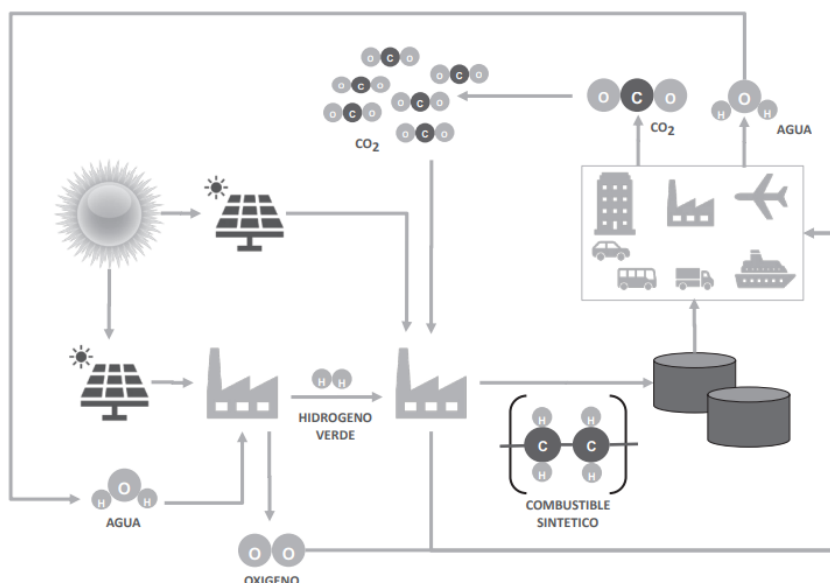 O C O
O C O
O C O
O C O
O C O
O C O
CO2
O C O
CO2
O
H H
AGUA
H H
HIDROGENO
VERDE
H H
C C
H H
COMBUSTIBLE
SINTETICO
O
H H
AGUA
O O
OXIGENO